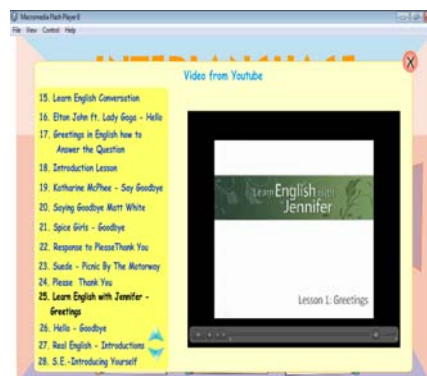 Macromedia Flash Player 8
File View Control Help
INTERLANGUAGE
Video from Youtube
X
15. Learn English Conversation
16. Elton John ft. Lady Gaga - Hello
17. Greetings in English how to
Answer the Question
18. Introduction Lesson
19. Katharine McPhee - Say Goodbye
20. Saying Goodbye Matt White
21. Spice Girls - Goodbye
22. Response to PleaseThank You
23. Suede - Picnic By The Motorway
24. Please Thank You
25. Learn English with Jennifer -
Greetings
26. Hello - Goodbye
27. Real English - Introductions
28. S.E.-Introducing Yourself
Learn English with
Jennifer
Lesson 1: Greetings